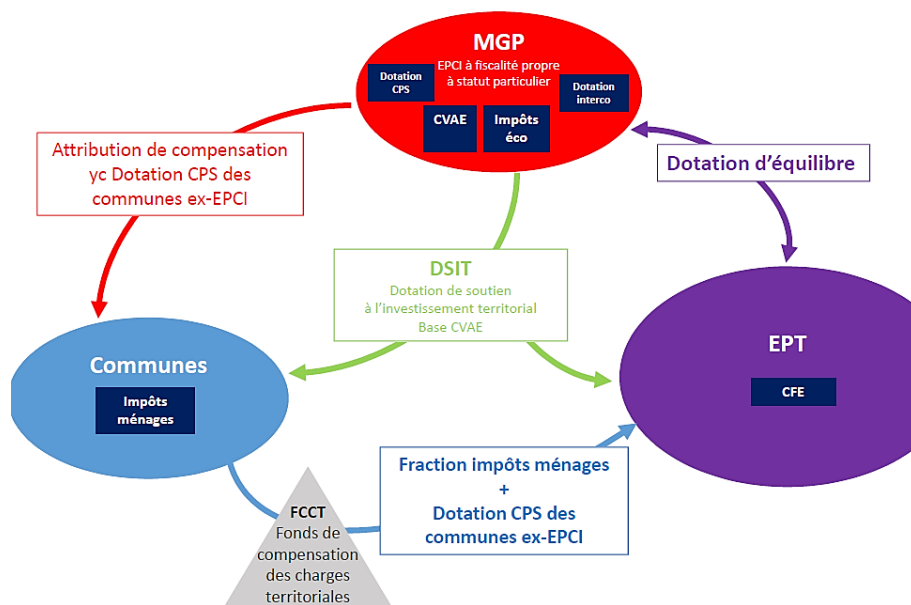 MGP
EPCI à fiscalité propre
à statut particulier
Dotation
CPS
Dotation
interco
CVAE
Impôts
éco
Attribution de compensation
yc Dotation CPS des
communes ex-EPCI
Dotation d’équilibre
DSIT
Dotation de soutien
à l’investissement territorial
Base CVAE
Communes
Impôts
ménages
EPT
CFE
Fraction impôts ménages
+
Dotation CPS des
communes ex-EPCI
FCCT
Fonds de
compensation
des charges
territoriales